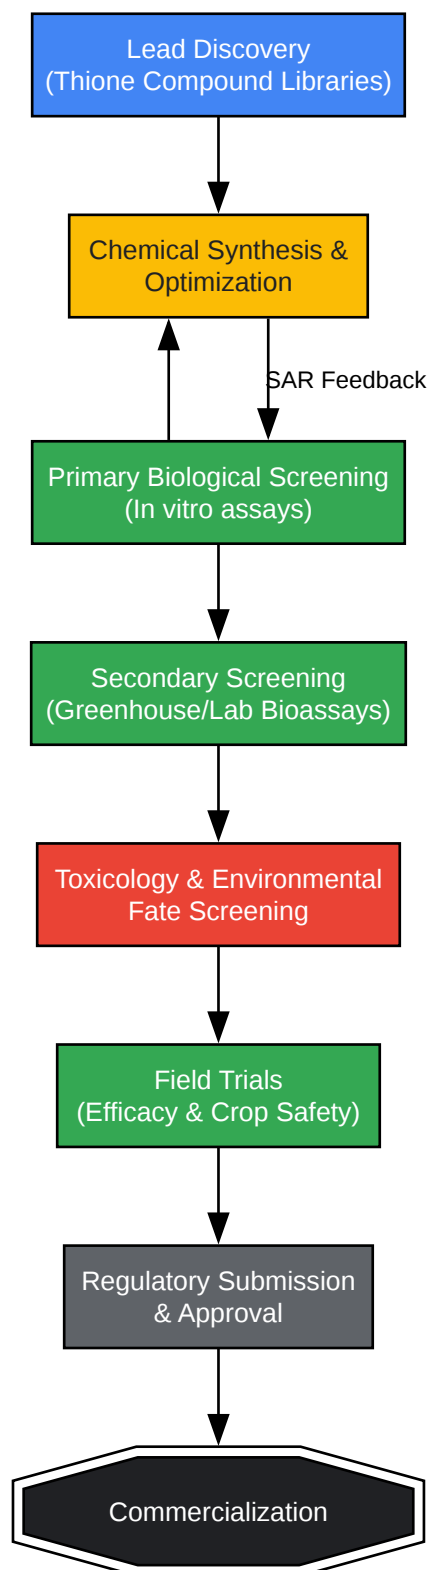 Lead Discovery
(Thione Compound Libraries)
Chemical Synthesis &
Optimization
SAR Feedback
Primary Biological Screening
(In vitro assays)
Secondary Screening
(Greenhouse/Lab Bioassays)
Toxicology & Environmental
Fate Screening
Field Trials
(Efficacy & Crop Safety)
Regulatory Submission
& Approval
Commercialization